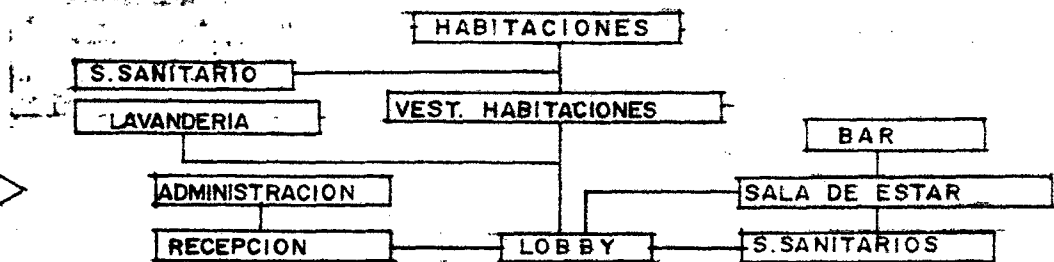 HABITACIONES
S.SANITARIO
VEST. HABITACIONES
LAVANDERIA
BAR
ADMINISTRACION
SALA DE ESTAR
RECEPCION
LOBBY
S.SANITARIOS